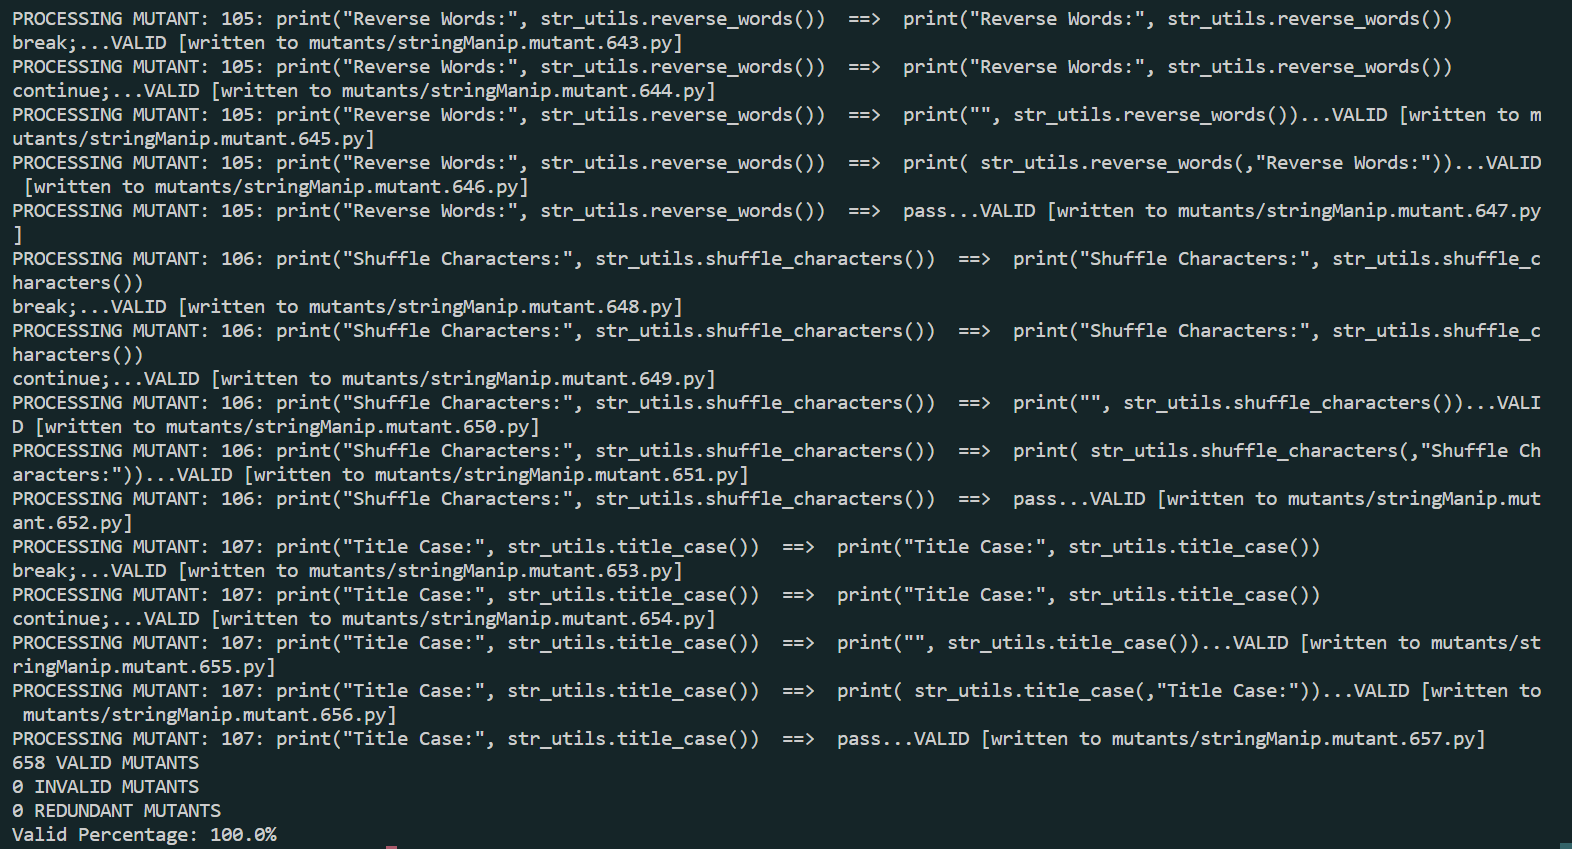 PROCESSING MUTANT: 105: print("Reverse Words:", str_utils.reverse_words())  ==>  print("Reverse Words:", str_utils.reverse_words())
break;...VALID [written to mutants/stringManip.mutant.643.py]
PROCESSING MUTANT: 105: print("Reverse Words:", str_utils.reverse_words())  ==>  print("Reverse Words:", str_utils.reverse_words())
continue;...VALID [written to mutants/stringManip.mutant.644.py]
PROCESSING MUTANT: 105: print("Reverse Words:", str_utils.reverse_words())  ==>  print("", str_utils.reverse_words())...VALID [written to m
utants/stringManip.mutant.645.py]
PROCESSING MUTANT: 105: print("Reverse Words:", str_utils.reverse_words())  ==>  print( str_utils.reverse_words(,"Reverse Words:"))...VALID
 [written to mutants/stringManip.mutant.646.py]
PROCESSING MUTANT: 105: print("Reverse Words:", str_utils.reverse_words())  ==>  pass...VALID [written to mutants/stringManip.mutant.647.py
]
PROCESSING MUTANT: 106: print("Shuffle Characters:", str_utils.shuffle_characters())  ==>  print("Shuffle Characters:", str_utils.shuffle_c
haracters())
break;...VALID [written to mutants/stringManip.mutant.648.py]
PROCESSING MUTANT: 106: print("Shuffle Characters:", str_utils.shuffle_characters())  ==>  print("Shuffle Characters:", str_utils.shuffle_c
haracters())
continue;...VALID [written to mutants/stringManip.mutant.649.py]
PROCESSING MUTANT: 106: print("Shuffle Characters:", str_utils.shuffle_characters())  ==>  print("", str_utils.shuffle_characters())...VALI
D [written to mutants/stringManip.mutant.650.py]
PROCESSING MUTANT: 106: print("Shuffle Characters:", str_utils.shuffle_characters())  ==>  print( str_utils.shuffle_characters(,"Shuffle Ch
aracters:"))...VALID [written to mutants/stringManip.mutant.651.py]
PROCESSING MUTANT: 106: print("Shuffle Characters:", str_utils.shuffle_characters())  ==>  pass...VALID [written to mutants/stringManip.mut
ant.652.py]
PROCESSING MUTANT: 107: print("Title Case:", str_utils.title_case())  ==>  print("Title Case:", str_utils.title_case())
break;...VALID [written to mutants/stringManip.mutant.653.py]
PROCESSING MUTANT: 107: print("Title Case:", str_utils.title_case())  ==>  print("Title Case:", str_utils.title_case())
continue;...VALID [written to mutants/stringManip.mutant.654.py]
PROCESSING MUTANT: 107: print("Title Case:", str_utils.title_case())  ==>  print("", str_utils.title_case())...VALID [written to mutants/st
ringManip.mutant.655.py]
PROCESSING MUTANT: 107: print("Title Case:", str_utils.title_case())  ==>  print( str_utils.title_case(,"Title Case:"))...VALID [written to
 mutants/stringManip.mutant.656.py]
PROCESSING MUTANT: 107: print("Title Case:", str_utils.title_case())  ==>  pass...VALID [written to mutants/stringManip.mutant.657.py]
658 VALID MUTANTS
0 INVALID MUTANTS
0 REDUNDANT MUTANTS
Valid Percentage: 100.0%